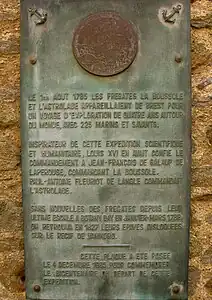 LE 1ER AOUT 1785 LES FREGATES LA BOUSSOLE
ET L'ASTROLABE APPAREILLAIENT DE BREST POUR
UN VOYAGE D'EXPLORATION DE QUATRE ANS AUTOUR
DU MONDE, AVEC 225 MARINS ET SAVANTS.
INSPIRATEUR DE CETTE EXPEDITION SCIENTIFIQUE
ET HUMANITAIRE, LOUIS XVI EN AVAIT CONFIE LE
COMMANDEMENT A JEAN-FRANCOIS DE GALAUP DE
LAPEROUSE, COMMANDANT LA BOUSSOLE.
PAUL-ANTOINE FLEURIOT DE LANGLE COMMANDAIT
L'ASTROLABE.
SANS NOUVELLES DES FREGATES DEPUIS LEUR
ULTIME ESCALE A BOTANY BAY EN JANVIER-MARS 1788,
ON RETROUVA EN 1827 LEURS EPAVES DISLOQUEES
SUR LE RECIF DE VANIKORO.
CETTE PLAQUE A ETE POSEE
LE 4 DECEMBRE POUR COMMEMORER
LE BICENTENAIRE DU DEPART DE CETTE
EXPEDITION.